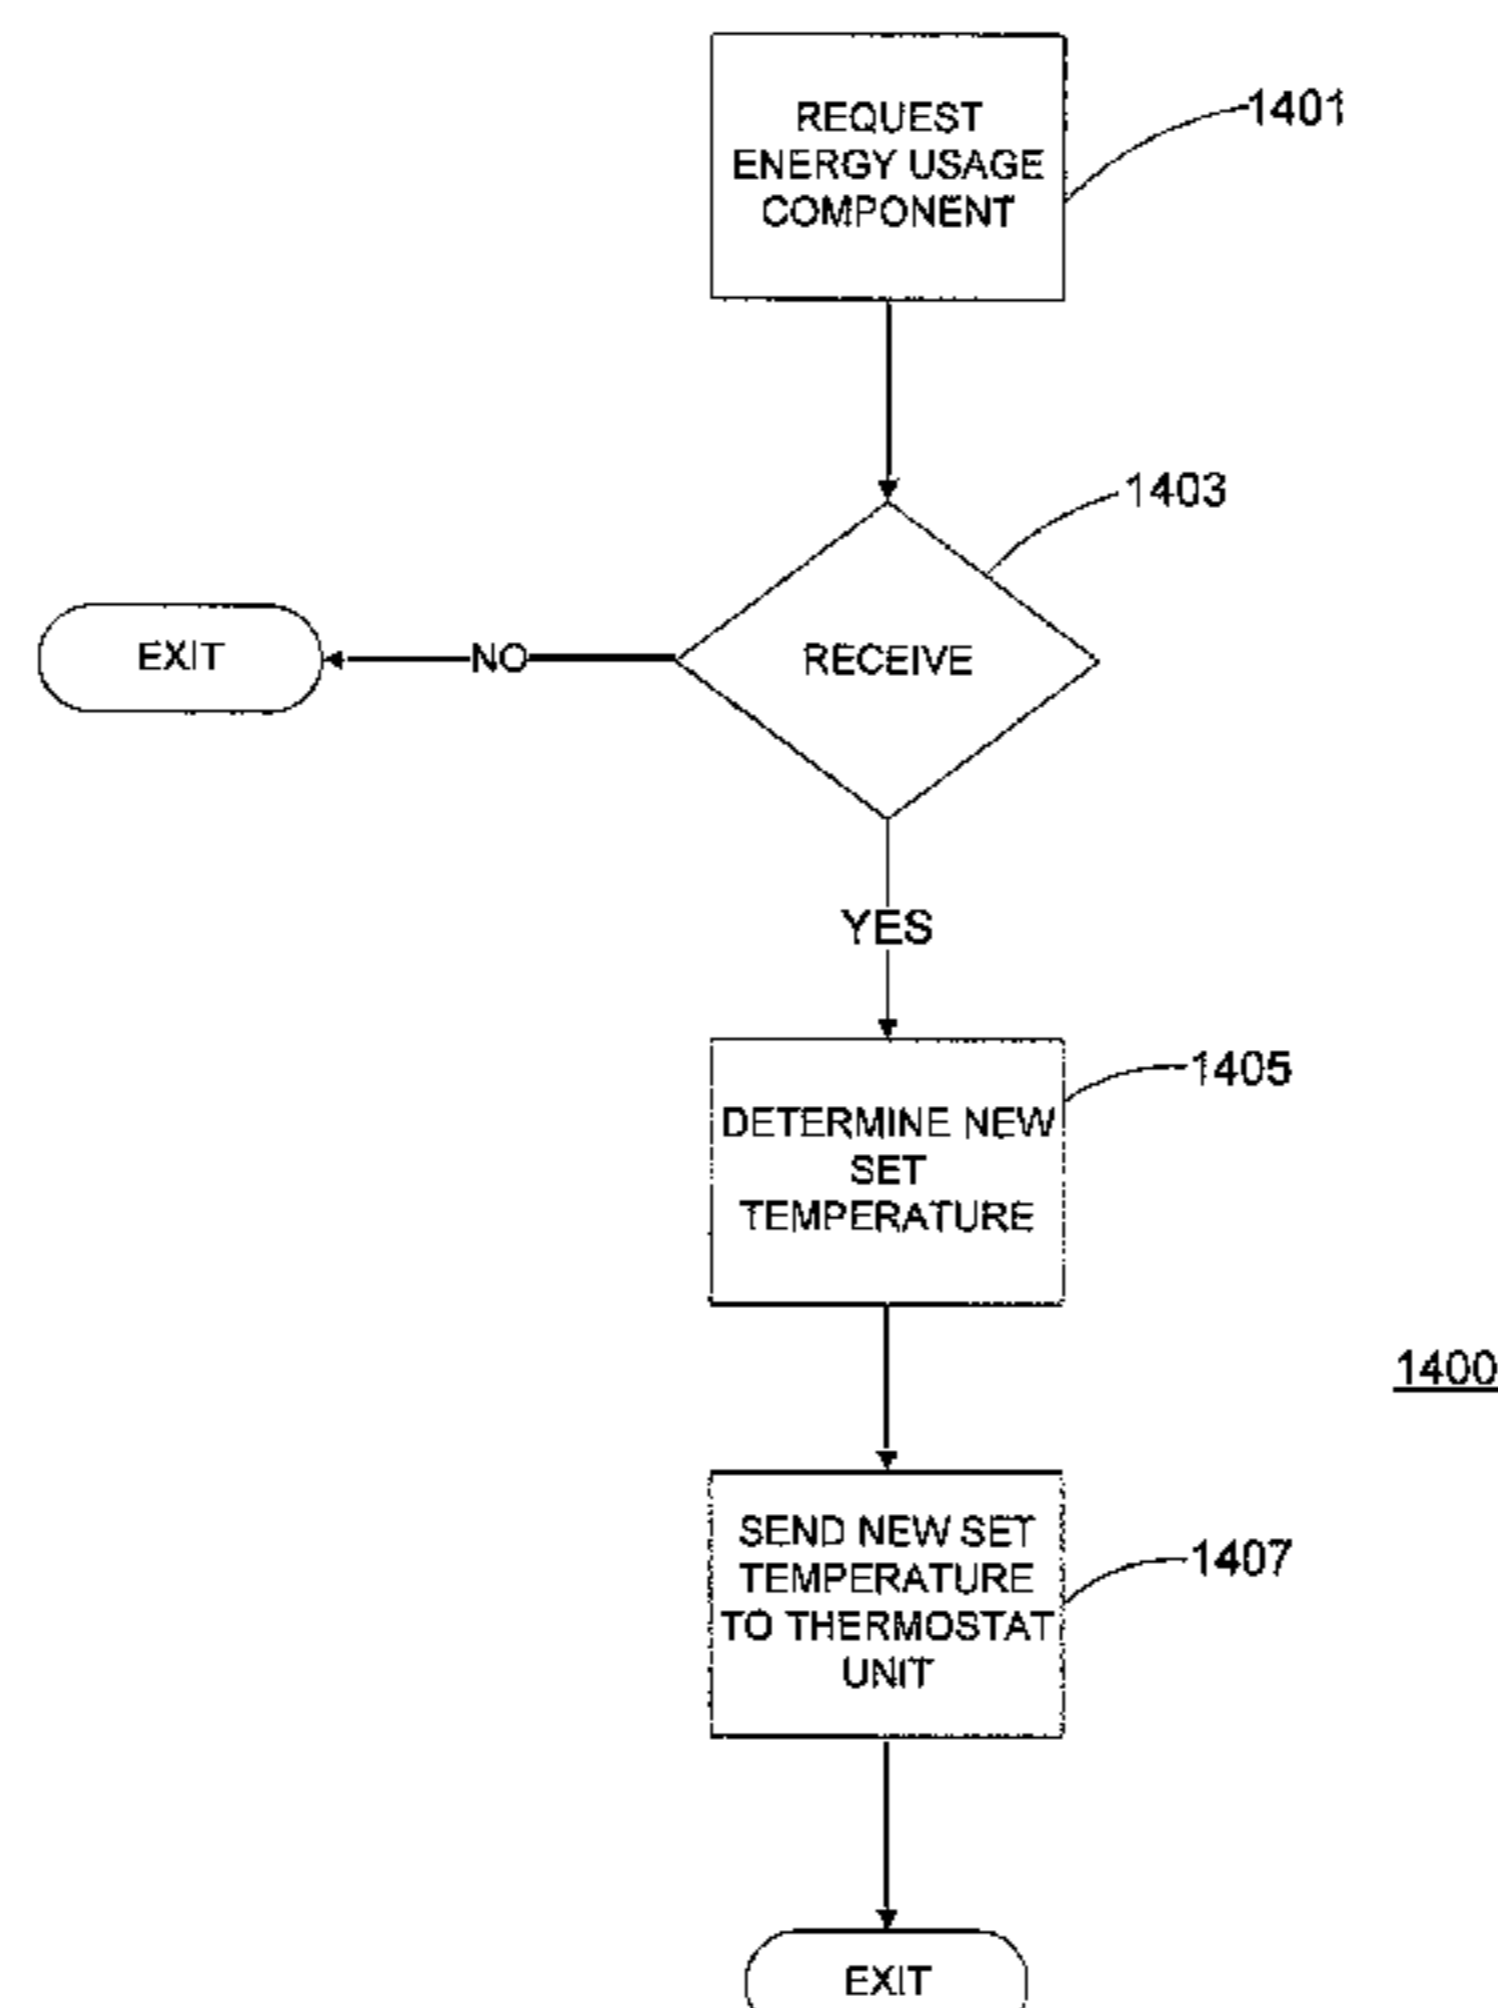 REQUEST
ENERGY USAGE
COMPONENT
1401
1403
RECEIVE
NO
EXIT
YES
1405
DETERMINE NEW
SET
TEMPERATURE
1400
SEND NEW SET
TEMPERATURE
TO THERMOSTAT
UNIT
1407
EXIT